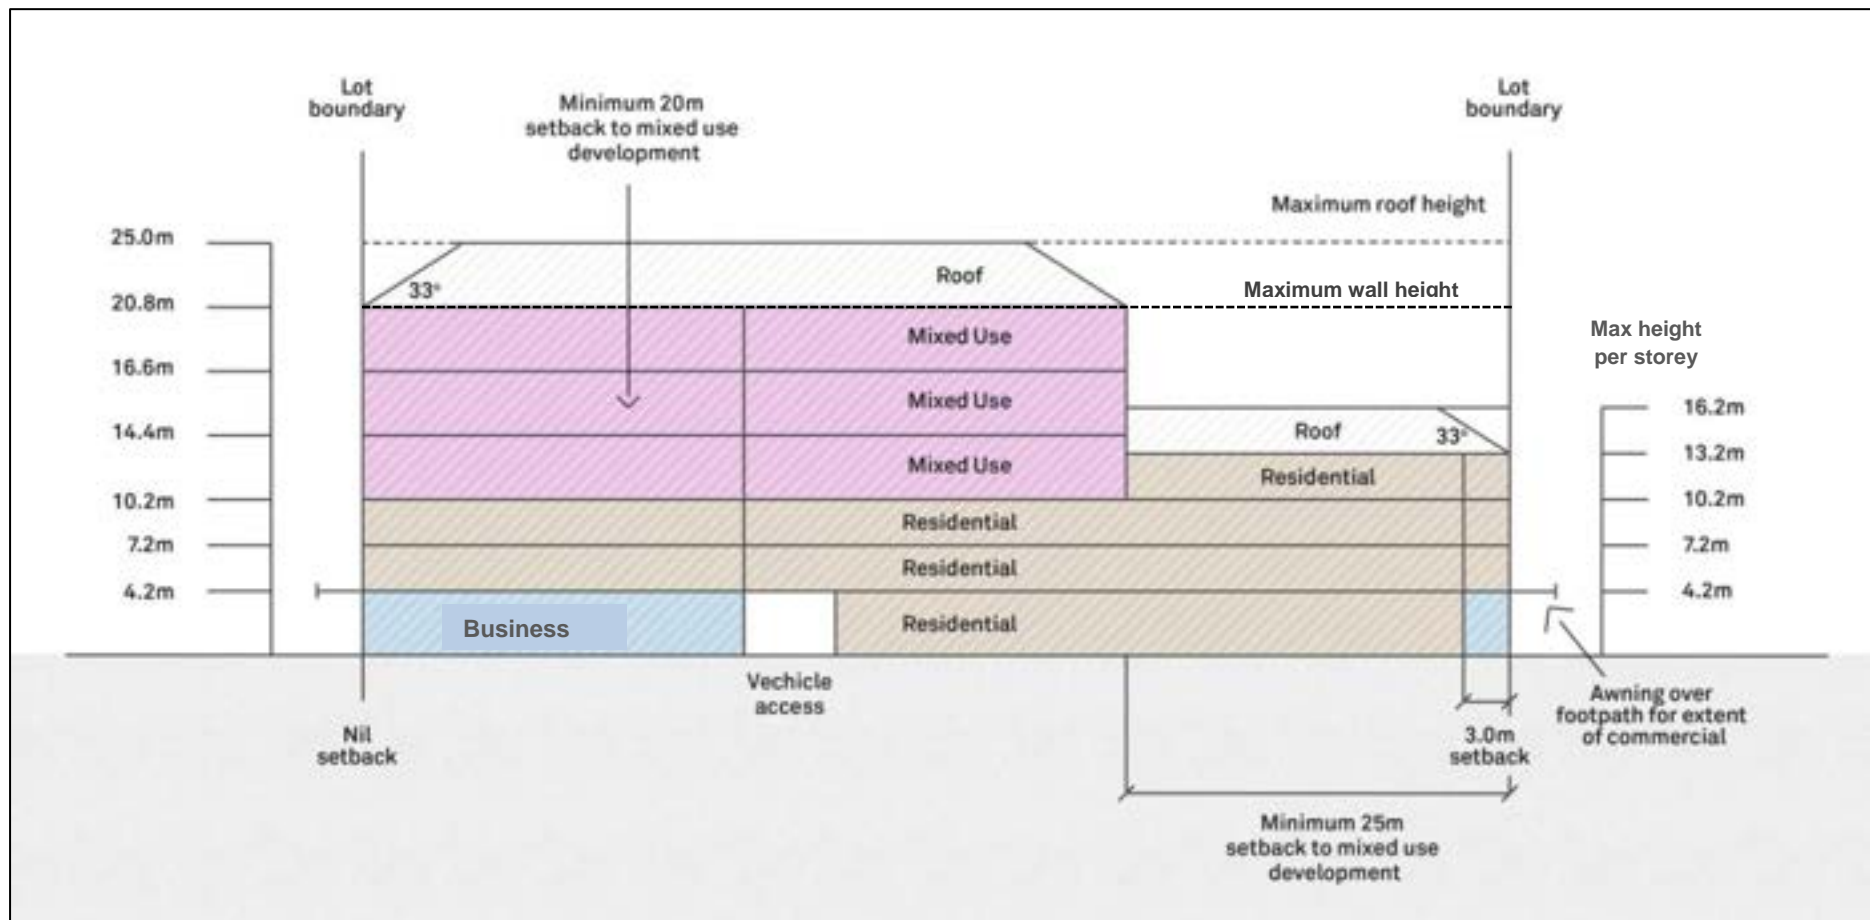 Lot
boundary
Minimum 20m
setback to mixed use
development
Lot
boundary
Maximum roof height
25.0m
Roof
33°
Maximum wall height
20.8m
Mixed Use
Max height
per storey
16.6m
Mixed Use
16.2m
14.4m
Roof
33°
13.2m
Mixed Use
Residential
10.2m
10.2m
Residential
7.2m
7.2m
Residential
4.2m
4.2m
Business
Residential
Vechicle
access
Awning over
footpath for extent
of commercial
Nil
setback
3.0m
setback
Minimum 25m
setback to mixed use
development